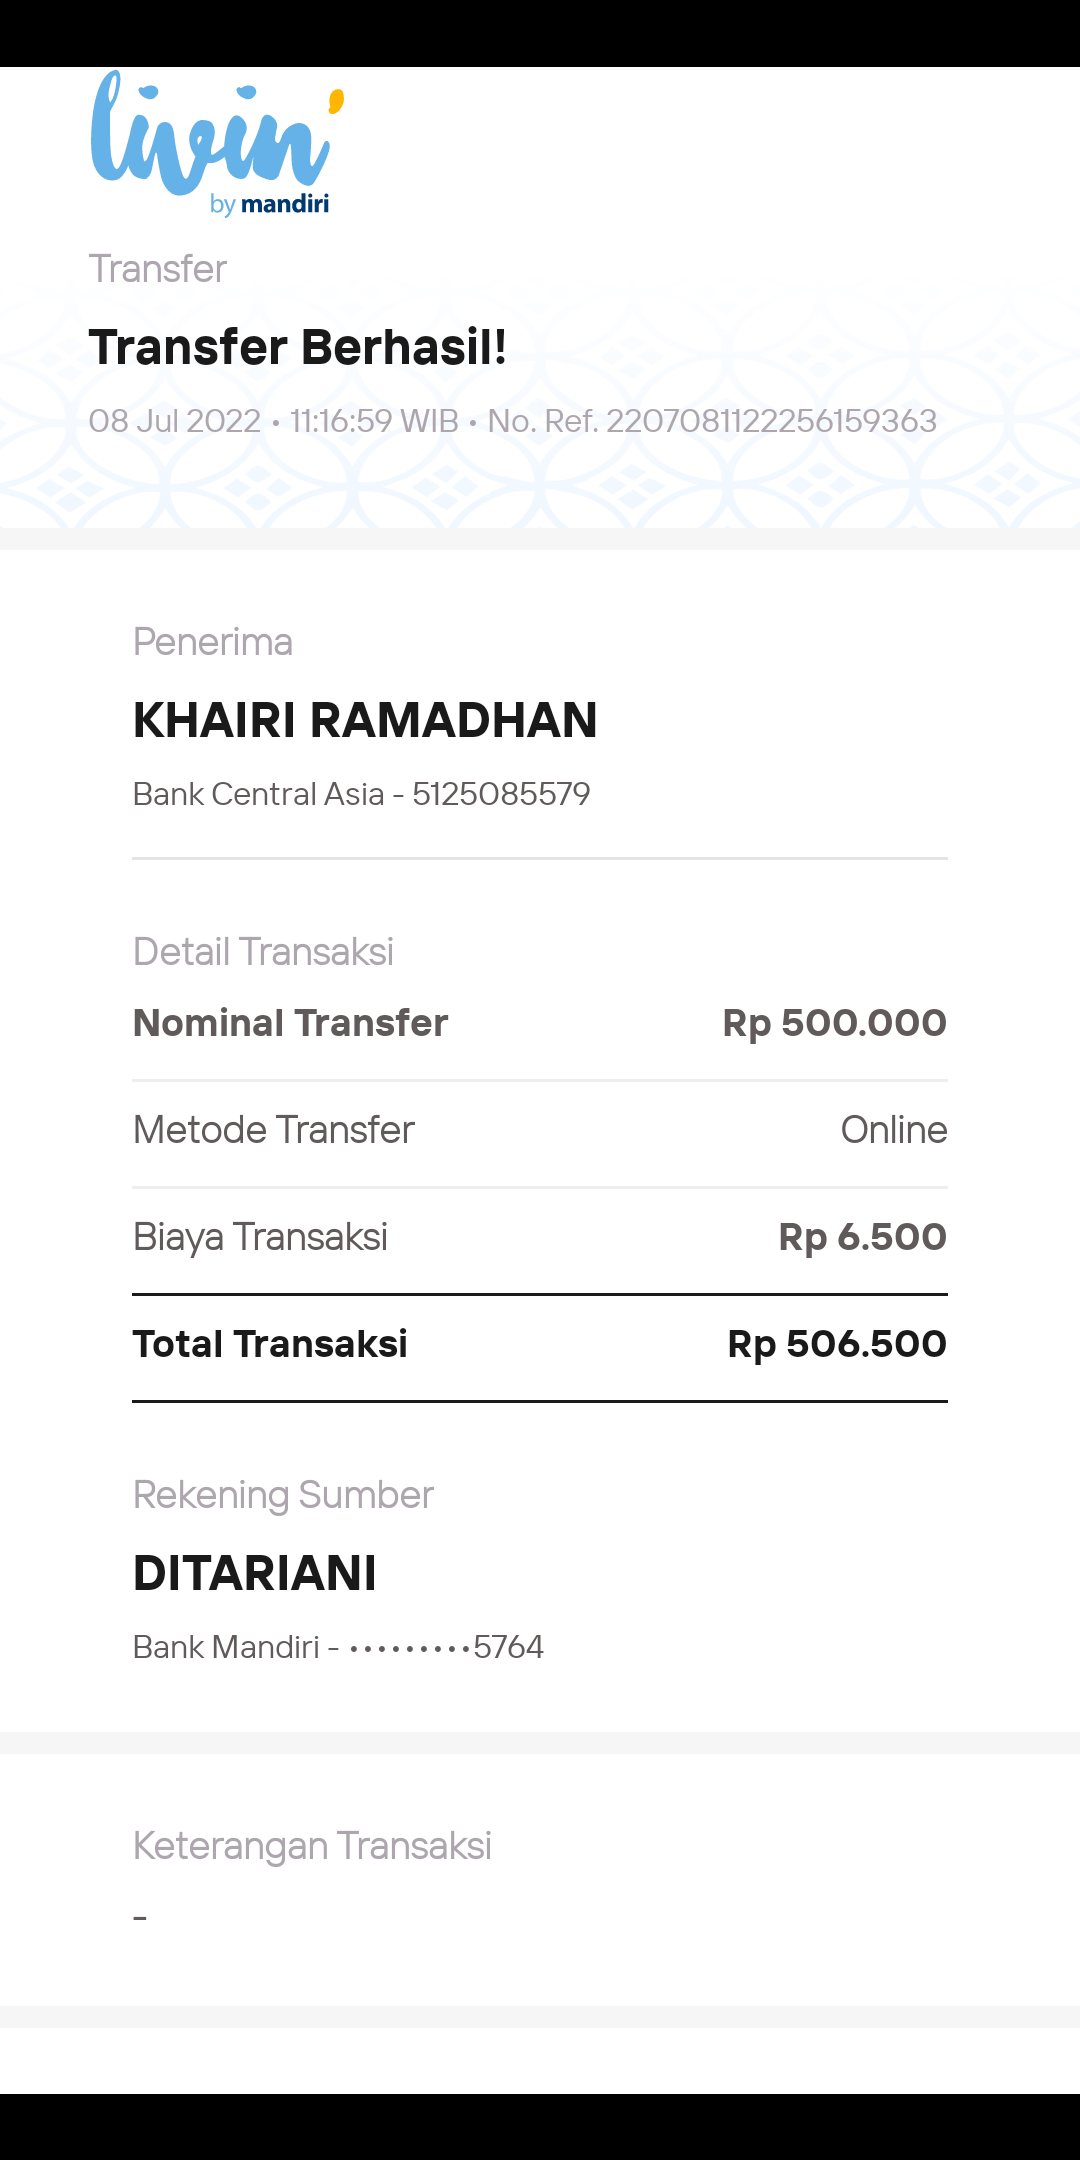 livin'
by mandiri
Transfer
Transfer Berhasil!
08 Jul 2022 • 11:16:59 WIB • No. Ref. 2207081122256159363
Penerima
KHAIRI RAMADHAN
Bank Central Asia - 5125085579
Detail Transaksi
Nominal Transfer Rp 500.000
Metode Transfer Online
Biaya Transaksi Rp 6.500
Total Transaksi Rp 506.500
Rekening Sumber
DITARIANI
Bank Mandiri - •••••••••5764
Keterangan Transaksi
-